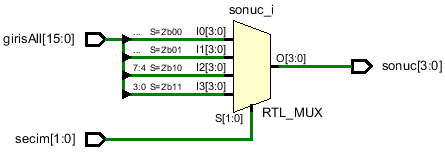 sonuc_i
girisAll[15:0]
... S=2'b00 I0[3:0]
... S=2'b01 I1[3:0]
7:4 S=2'b10 I2[3:0]
3:0 S=2'b11 I3[3:0]
O[3:0]
sonuc[3:0]
S[1:0]
RTL_MUX
secim[1:0]